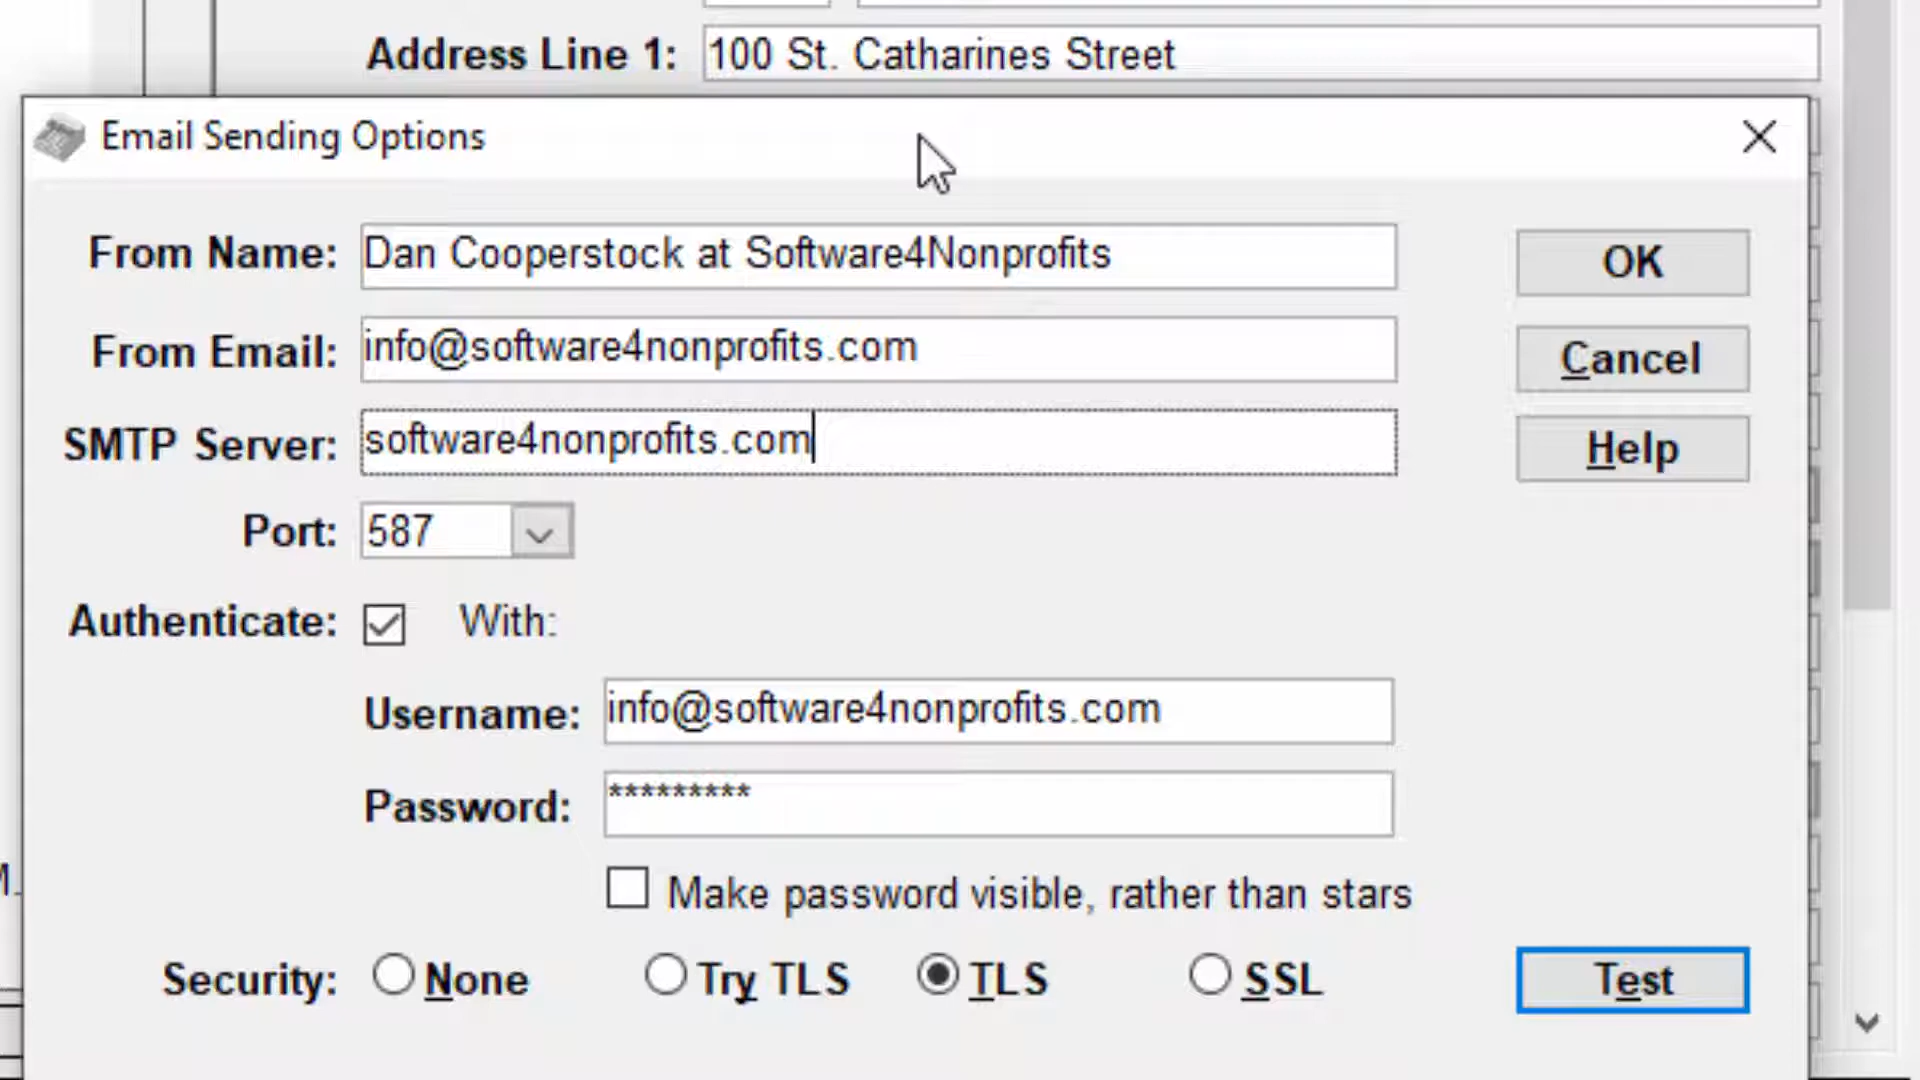 Address Line 1: 100 St. Catharines Street
Email Sending Options
From Name: Dan Cooperstock at Software4Nonprofits
OK
From Email: info@software4nonprofits.com
Cancel
SMTP Server: software4nonprofits.com
Help
Port: 587
Authenticate: With:
Username: info@software4nonprofits.com
Password: *********
Make password visible, rather than stars
Security: None Try TLS TLS SSL
Test